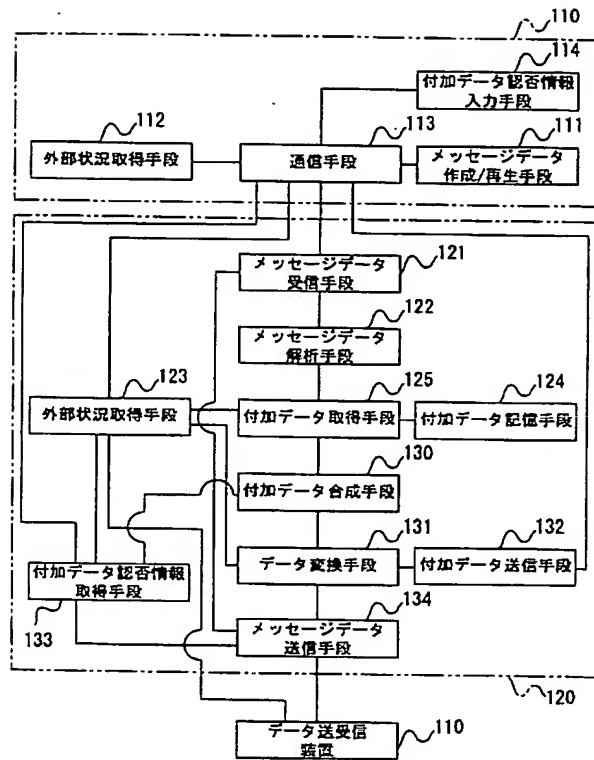 110
114
付加データ認否情報
入力手段
112
113
111
外部状況取得手段
通信手段
メッセージデータ
作成/再生手段
121
メッセージデータ
受信手段
122
メッセージデータ
解析手段
123
125
124
外部状況取得手段
付加データ取得手段
付加データ記憶手段
130
付加データ合成手段
131
132
データ変換手段
付加データ送信手段
付加データ認否情報
取得手段
133
134
メッセージデータ
送信手段
120
110
データ送受信
装置